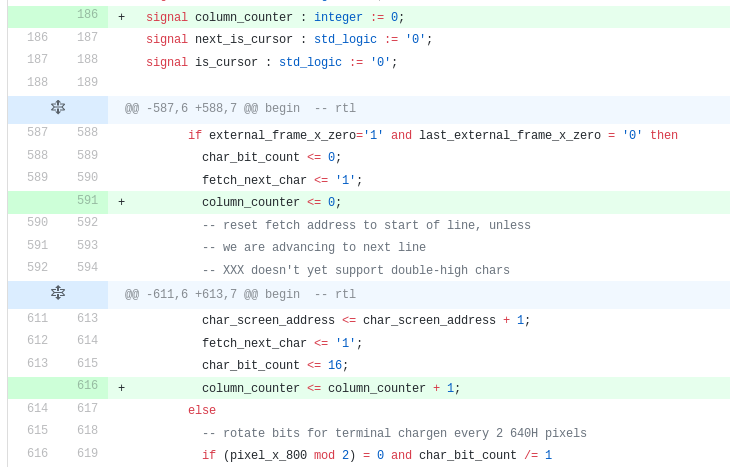 186 + signal column_counter : integer := 0;
186 187 signal next_is_cursor : std_logic := '0';
187 188 signal is_cursor : std_logic := '0';
188 189
@@ -587,6 +588,7 @@ begin -- rtl
587 588 if external_frame_x_zero='1' and last_external_frame_x_zero = '0' then
588 589 char_bit_count <= 0;
589 590 fetch_next_char <= '1';
591 + column_counter <= 0;
590 592 -- reset fetch address to start of line, unless
591 593 -- we are advancing to next line
592 594 -- XXX doesn't yet support double-high chars
@@ -611,6 +613,7 @@ begin -- rtl
611 613 char_screen_address <= char_screen_address + 1;
612 614 fetch_next_char <= '1';
613 615 char_bit_count <= 16;
616 + column_counter <= column_counter + 1;
614 617 else
615 618 -- rotate bits for terminal chargen every 2 640H pixels
616 619 if (pixel_x_800 mod 2) = 0 and char_bit_count /= 1